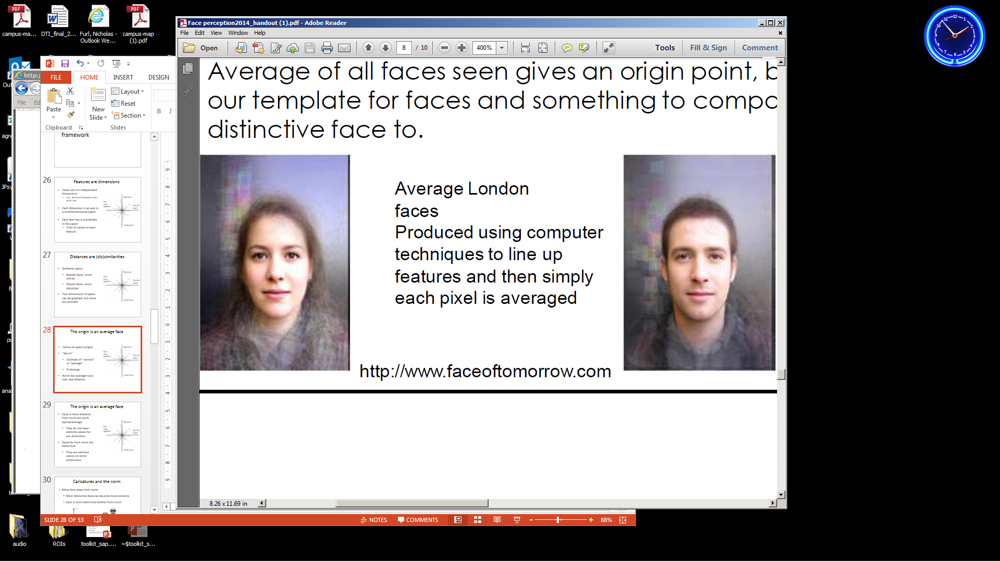 campus-ma...
DTI_final_2...
Furl, Nicholas -
Outlook We...
campus-map
(1).pdf
Face perception2014_handout (1).pdf - Adobe Reader
File Edit View Window Help
Open
8 / 10
400%
Tools Fill & Sign Comment
Average of all faces seen gives an origin point, b
our template for faces and something to compa
distinctive face to.
Average London
faces
Produced using computer
techniques to line up
features and then simply
each pixel is averaged
http://www.faceoftomorrow.com
8.26 x 11.69 in
http:/
File Ed
FILE HOME INSERT DESIGN
Paste
Clipboard
New
Slide
Layout
Reset
Section
Slides
B I
framework
26
Features are dimensions
Faces vary on independent
dimensions
e.g., distance between eyes,
nose size
Each dimension is an axis in
a multidimensional space
Each face has a coordinate
in the space
A list of values of each
feature
27
Distances are (dis)similarities
Similarity space
Nearby faces, more
similar
Distant faces, more
dissimilar
Two dimensions of space
can be graphed, but more
are possible
28
The origin is an average face
Centre of space (origin)
"Norm"
Estimate of "normal"
or "average"
Prototype
Norm has average nose
size, eye distance
29
The origin is an average face
Faces a short distance
from norm are more
typical/average
They do not have
extreme values for
any dimension
Faces far from norm are
distinctive
They are extreme
values on some
dimensions
30
Caricatures and the norm
Move face away from norm
Most distinctive features become more extreme
Face is more distinctive farther from norm
SLIDE 28 OF 53
NOTES COMMENTS
88%
audio
ROIs
toolkit_sap....
~$toolkit_s...